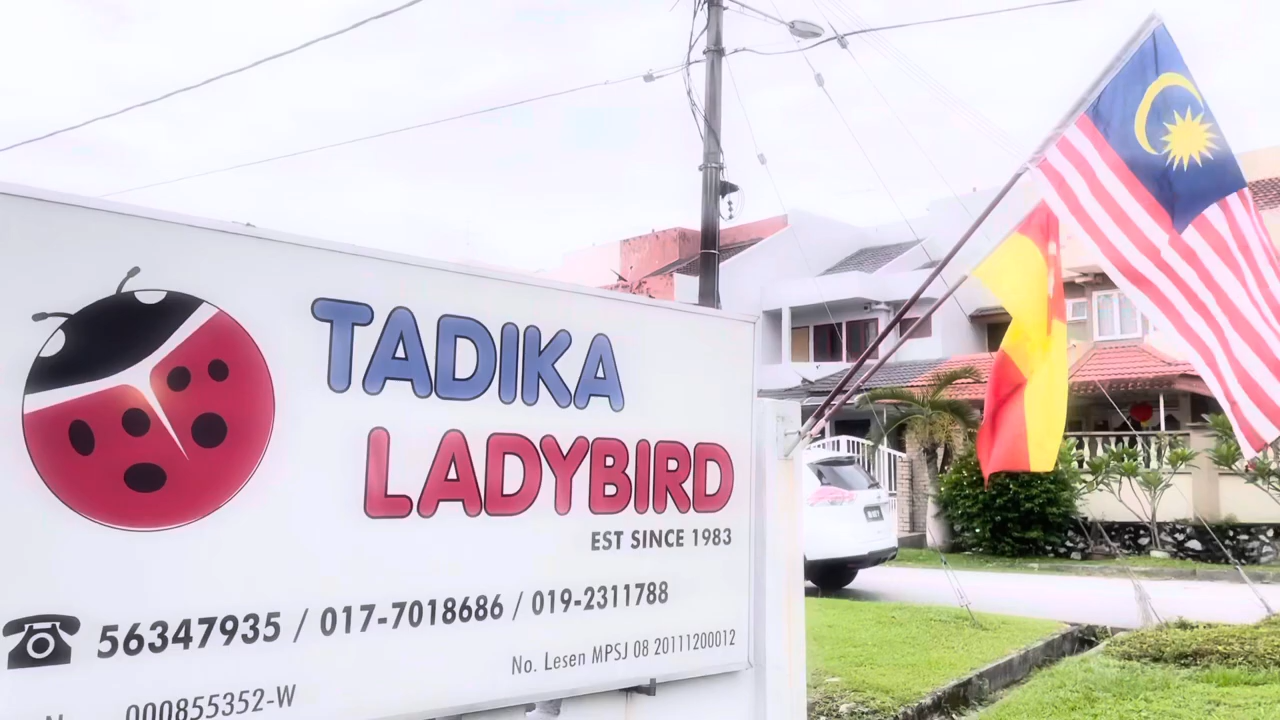 TADIKA
LADYBIRD
EST SINCE 1983
56347935 / 017-7018686 / 019-2311788
No. Lesen MPSJ 08 20111200012
000855352-W